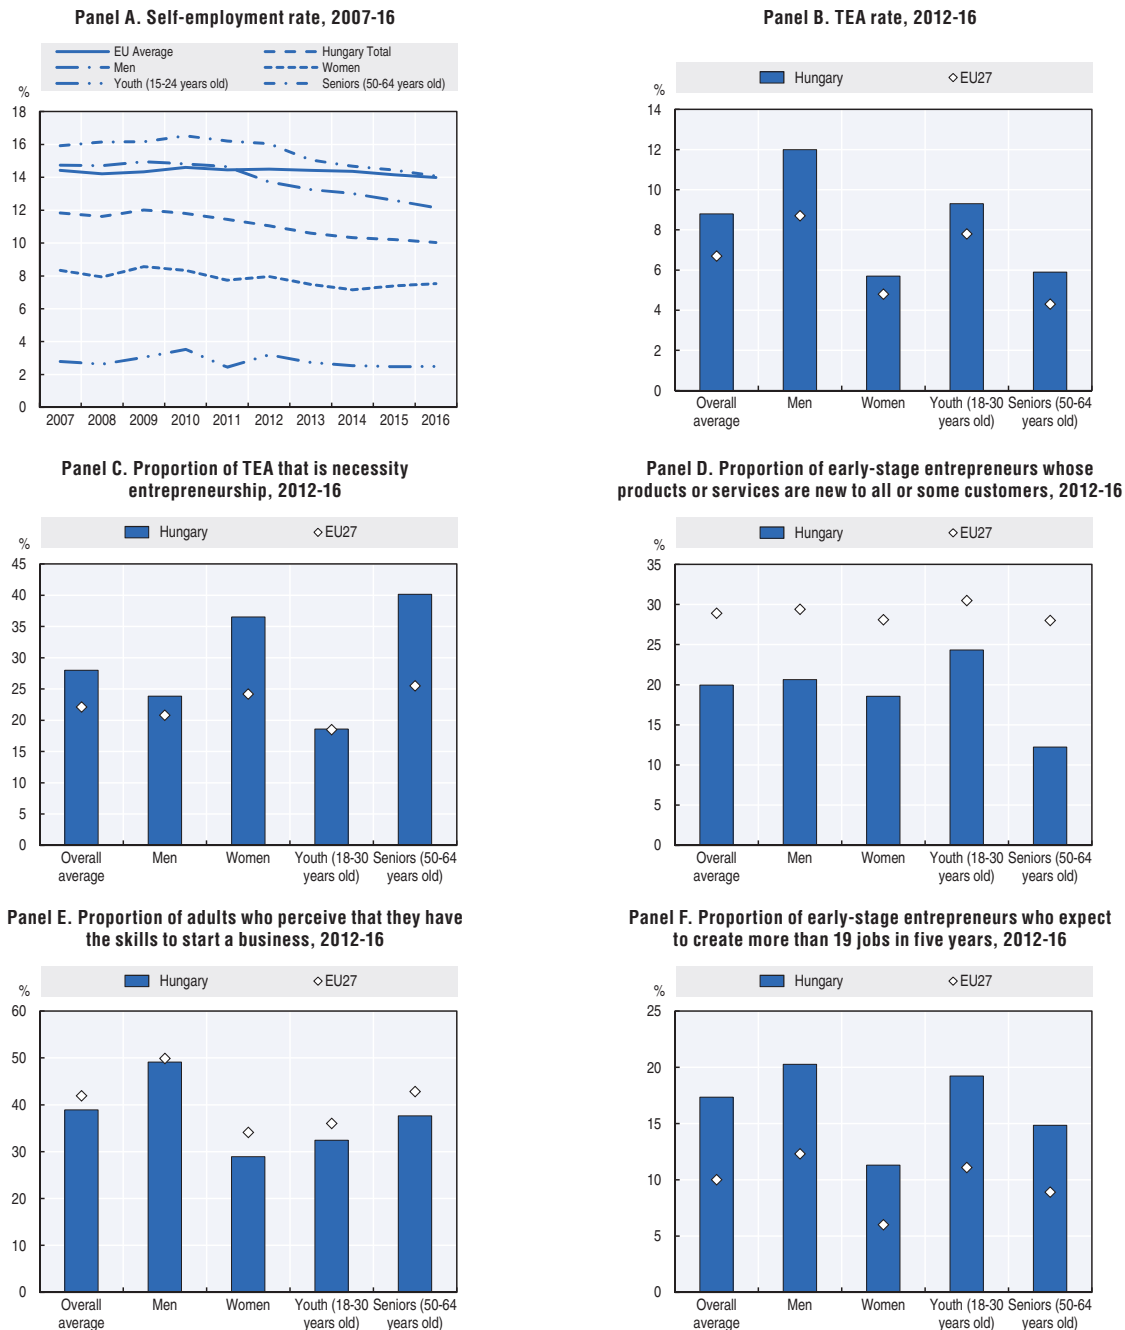 Panel A. Self-employment rate, 2007-16
EU Average
Hungary Total
Men
Women
Youth (15-24 years old)
Seniors (50-64 years old)
%
18
16
14
12
10
8
6
4
2
0
2007 2008 2009 2010 2011 2012 2013 2014 2015 2016
Panel B. TEA rate, 2012-16
Hungary
EU27
%
14
12
10
8
6
4
2
0
Overall average
Men
Women
Youth (18-30 years old)
Seniors (50-64 years old)
Panel C. Proportion of TEA that is necessity
entrepreneurship, 2012-16
Hungary
EU27
%
45
40
35
30
25
20
15
10
5
0
Overall average
Men
Women
Youth (18-30 years old)
Seniors (50-64 years old)
Panel D. Proportion of early-stage entrepreneurs whose
products or services are new to all or some customers, 2012-16
Hungary
EU27
%
35
30
25
20
15
10
5
0
Overall average
Men
Women
Youth (18-30 years old)
Seniors (50-64 years old)
Panel E. Proportion of adults who perceive that they have
the skills to start a business, 2012-16
Hungary
EU27
%
60
50
40
30
20
10
0
Overall average
Men
Women
Youth (18-30 years old)
Seniors (50-64 years old)
Panel F. Proportion of early-stage entrepreneurs who expect
to create more than 19 jobs in five years, 2012-16
Hungary
EU27
%
25
20
15
10
5
0
Overall average
Men
Women
Youth (18-30 years old)
Seniors (50-64 years old)